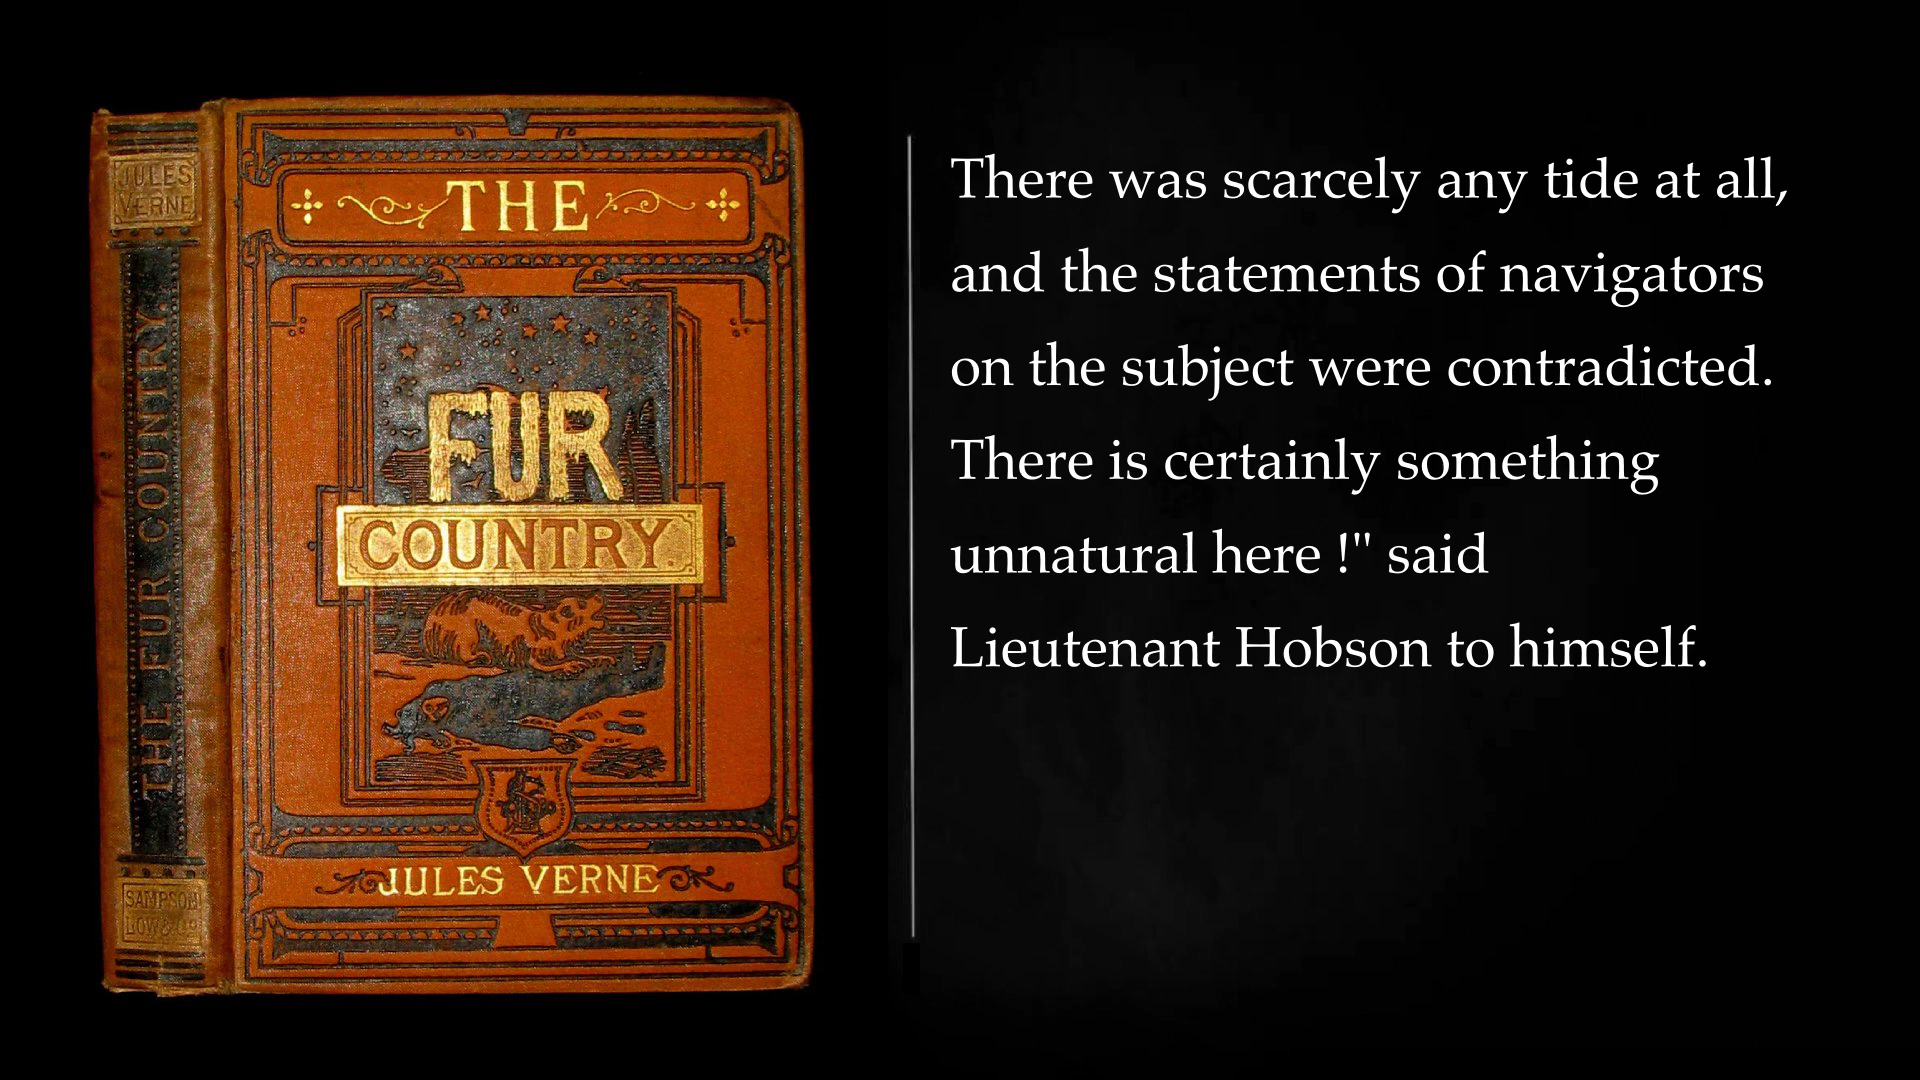 JULES
VERNE
THE FUR COUNTRY.
SAMPSON
LOW & Co
THE
FUR
COUNTRY.
JULES VERNE
There was scarcely any tide at all,
and the statements of navigators
on the subject were contradicted.
There is certainly something
unnatural here !" said
Lieutenant Hobson to himself.